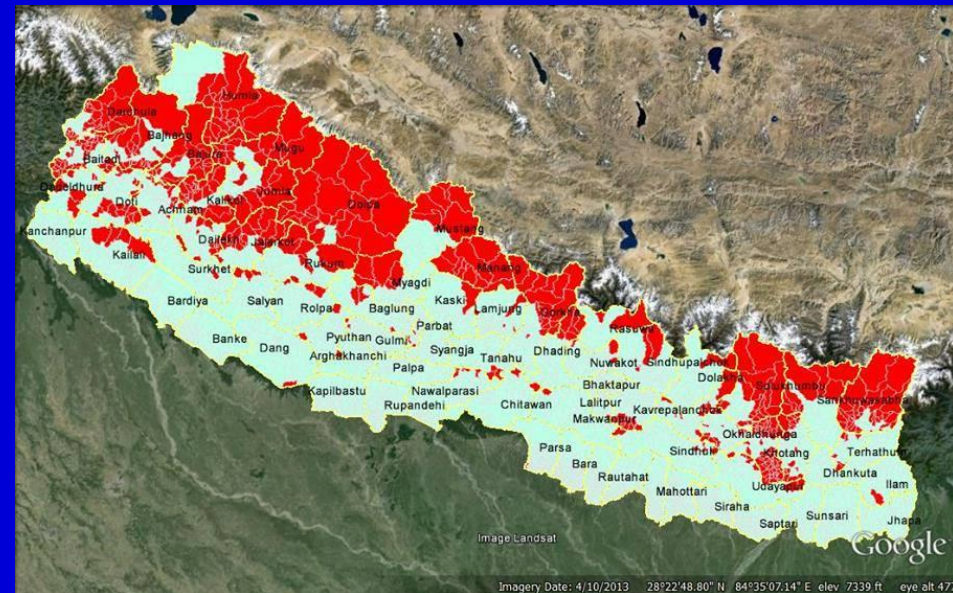 Humla
Darchula
Bajhang
Mugu
Bajura
Baitadi
Dadeldhura
Jumla
Doti
Kalikot
Dolpa
Achham
Kanchanpur
Mustang
Dailekh
Jajarkot
Kailali
Rukum
Manang
Surkhet
Myagdi
Bardiya
Salyan
Rolpa
Baglung
Kaski
Lamjung
Gorkha
Parbat
Rasuwa
Banke
Dang
Pyuthan
Gulmi
Syangja
Dhading
Arghakhanchi
Tanahu
Nuwakot
Sindhupalchok
Palpa
Dolakha
Solukhumbu
Kapilbastu
Nawalparasi
Bhaktapur
Sankhuwasabha
Rupandehi
Chitawan
Lalitpur
Kavrepalanchok
Makwanpur
Okhaldhunga
Parsa
Sindhuli
Khotang
Terhathum
Bara
Dhankuta
Rautahat
Udayapur
Ilam
Mahottari
Siraha
Sunsari
Jhapa
Saptari
Image Landsat
Google
Imagery Date: 4/10/2013 28°22'48.80" N 84°35'07.14" E elev 7339 ft eye alt 477